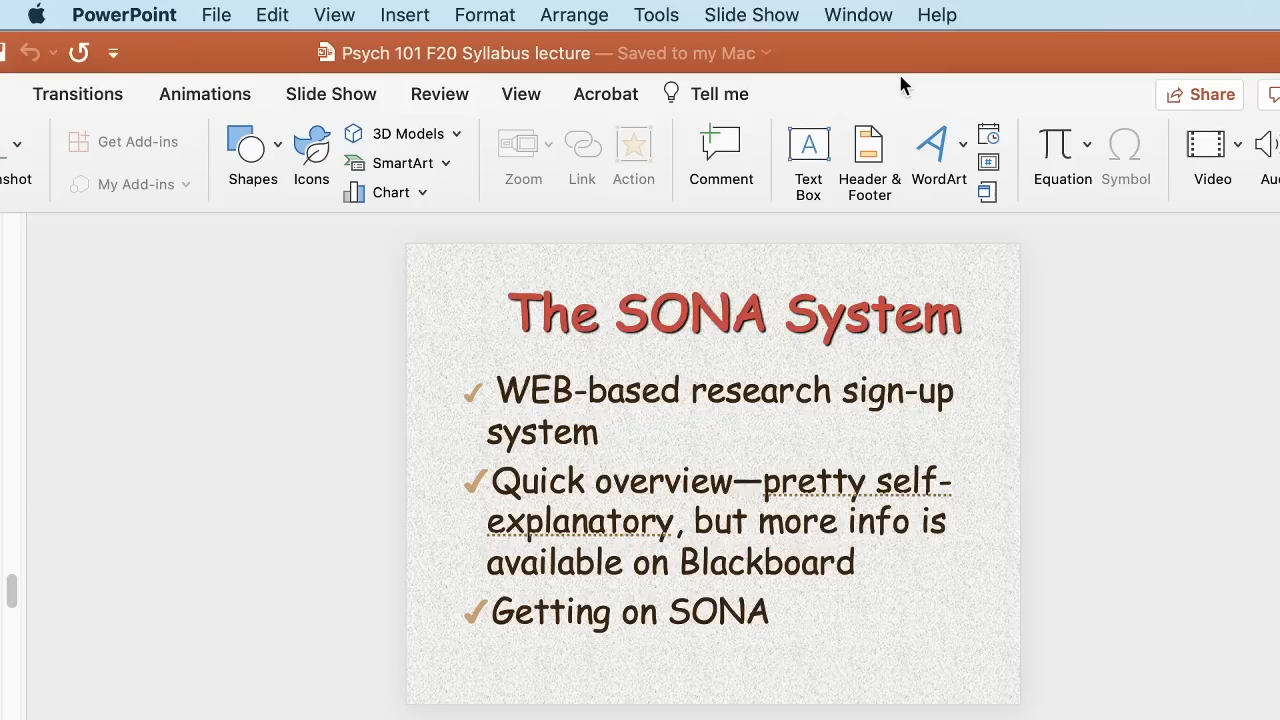 PowerPoint File Edit View Insert Format Arrange Tools Slide Show Window Help
Psych 101 F20 Syllabus lecture — Saved to my Mac
Transitions Animations Slide Show Review View Acrobat Tell me Share
Get Add-ins
My Add-ins
Shapes
Icons
3D Models
SmartArt
Chart
Zoom
Link
Action
Comment
Text
Box
Header &
Footer
WordArt
Equation
Symbol
Video
The SONA System
✓ WEB-based research sign-up
system
✓Quick overview—pretty self-
explanatory, but more info is
available on Blackboard
✓Getting on SONA